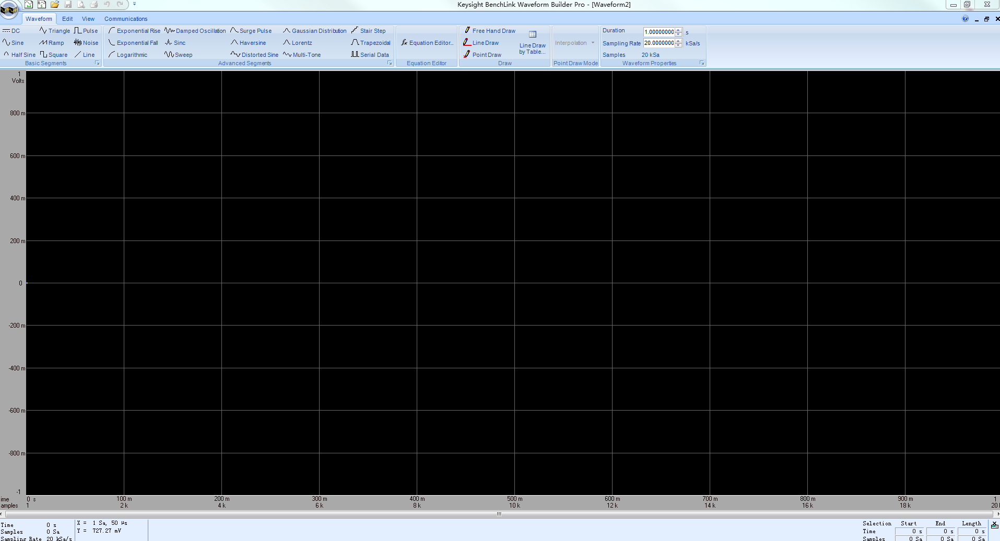 Keysight BenchLink Waveform Builder Pro - [Waveform2]
Waveform Edit View Communications
DC Triangle Pulse Exponential Rise Damped Oscillation Surge Pulse Gaussian Distribution Stair Step Free Hand Draw Duration 1.00000000 s
Sine Ramp Noise Exponential Fall Sinc Haversine Lorentz Trapezoidal fx Equation Editor... Line Draw Line Draw by Table... Interpolation Sampling Rate 20.0000000 kSa/s
Half Sine Square Line Logarithmic Sweep Distorted Sine Multi-Tone Serial Data Point Draw Samples 20 kSa
Basic Segments Advanced Segments Equation Editor Draw Point Draw Mode Waveform Properties
1
Volts
800 m
600 m
400 m
200 m
0
-200 m
-400 m
-600 m
-800 m
-1
ime 0 s 100 m 200 m 300 m 400 m 500 m 600 m 700 m 800 m 900 m 1
amples 1 2 k 4 k 6 k 8 k 10 k 12 k 14 k 16 k 18 k 20
Time 0 s X = 1 Sa, 50 µs Selection Start End Length
Samples 0 Sa Y = 727.27 mV Time 0 s 0 s 0 s
Sampling Rate 20 kSa/s Samples 0 Sa 0 Sa 0 Sa